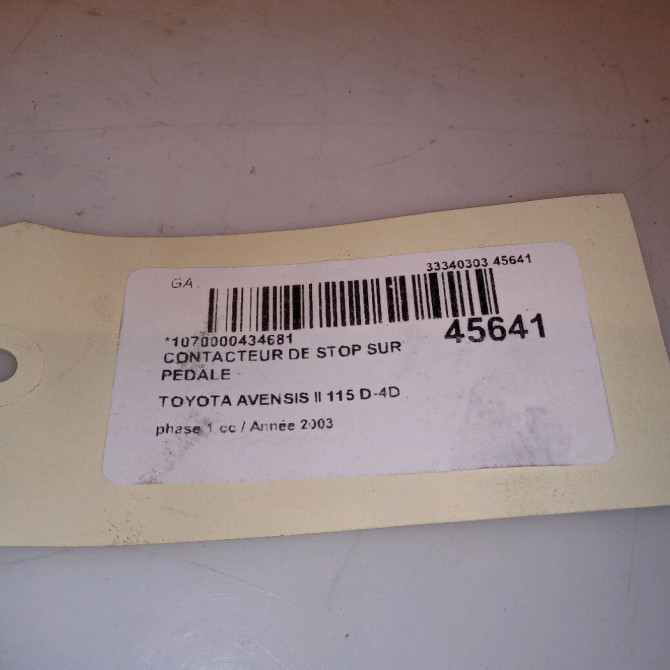 GA.
33340303 45641
*1070000434681
45641
CONTACTEUR DE STOP SUR
PEDALE
TOYOTA AVENSIS II 115 D-4D
phase 1 cc / Année 2003